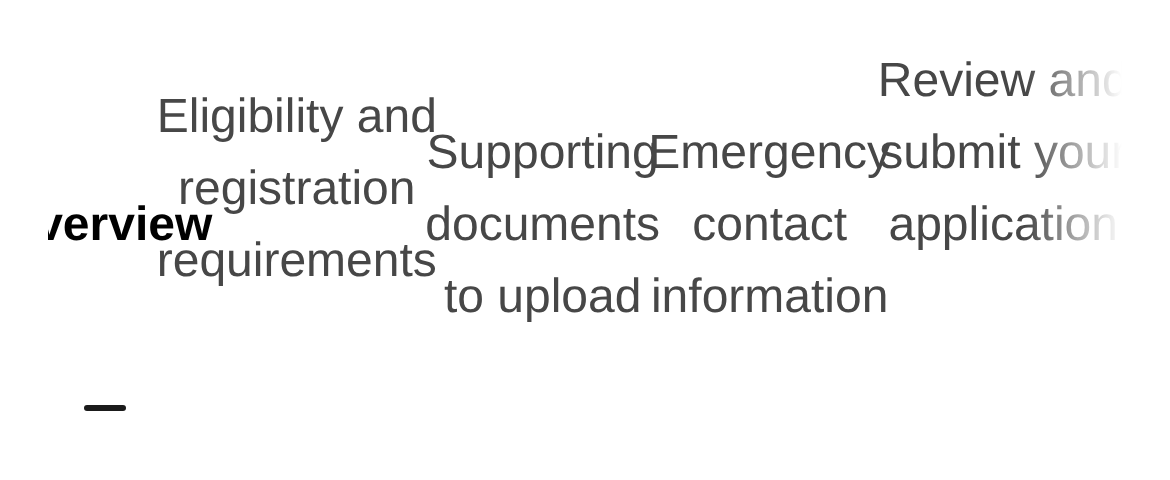 verview
Eligibility and
registration
requirements
Supporting
documents
to upload
Emergency
contact
information
Review and
submit your
application